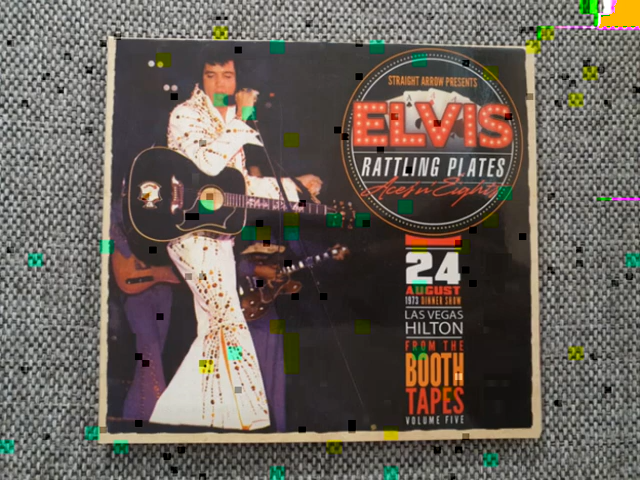 STRAIGHT ARROW PRESENTS
ELVIS
RATTLING PLATES
Aces n' Eights
24
AUGUST
1973 DINNER SHOW
LAS VEGAS
HILTON
FROM THE
BOOTH
TAPES
VOLUME FIVE